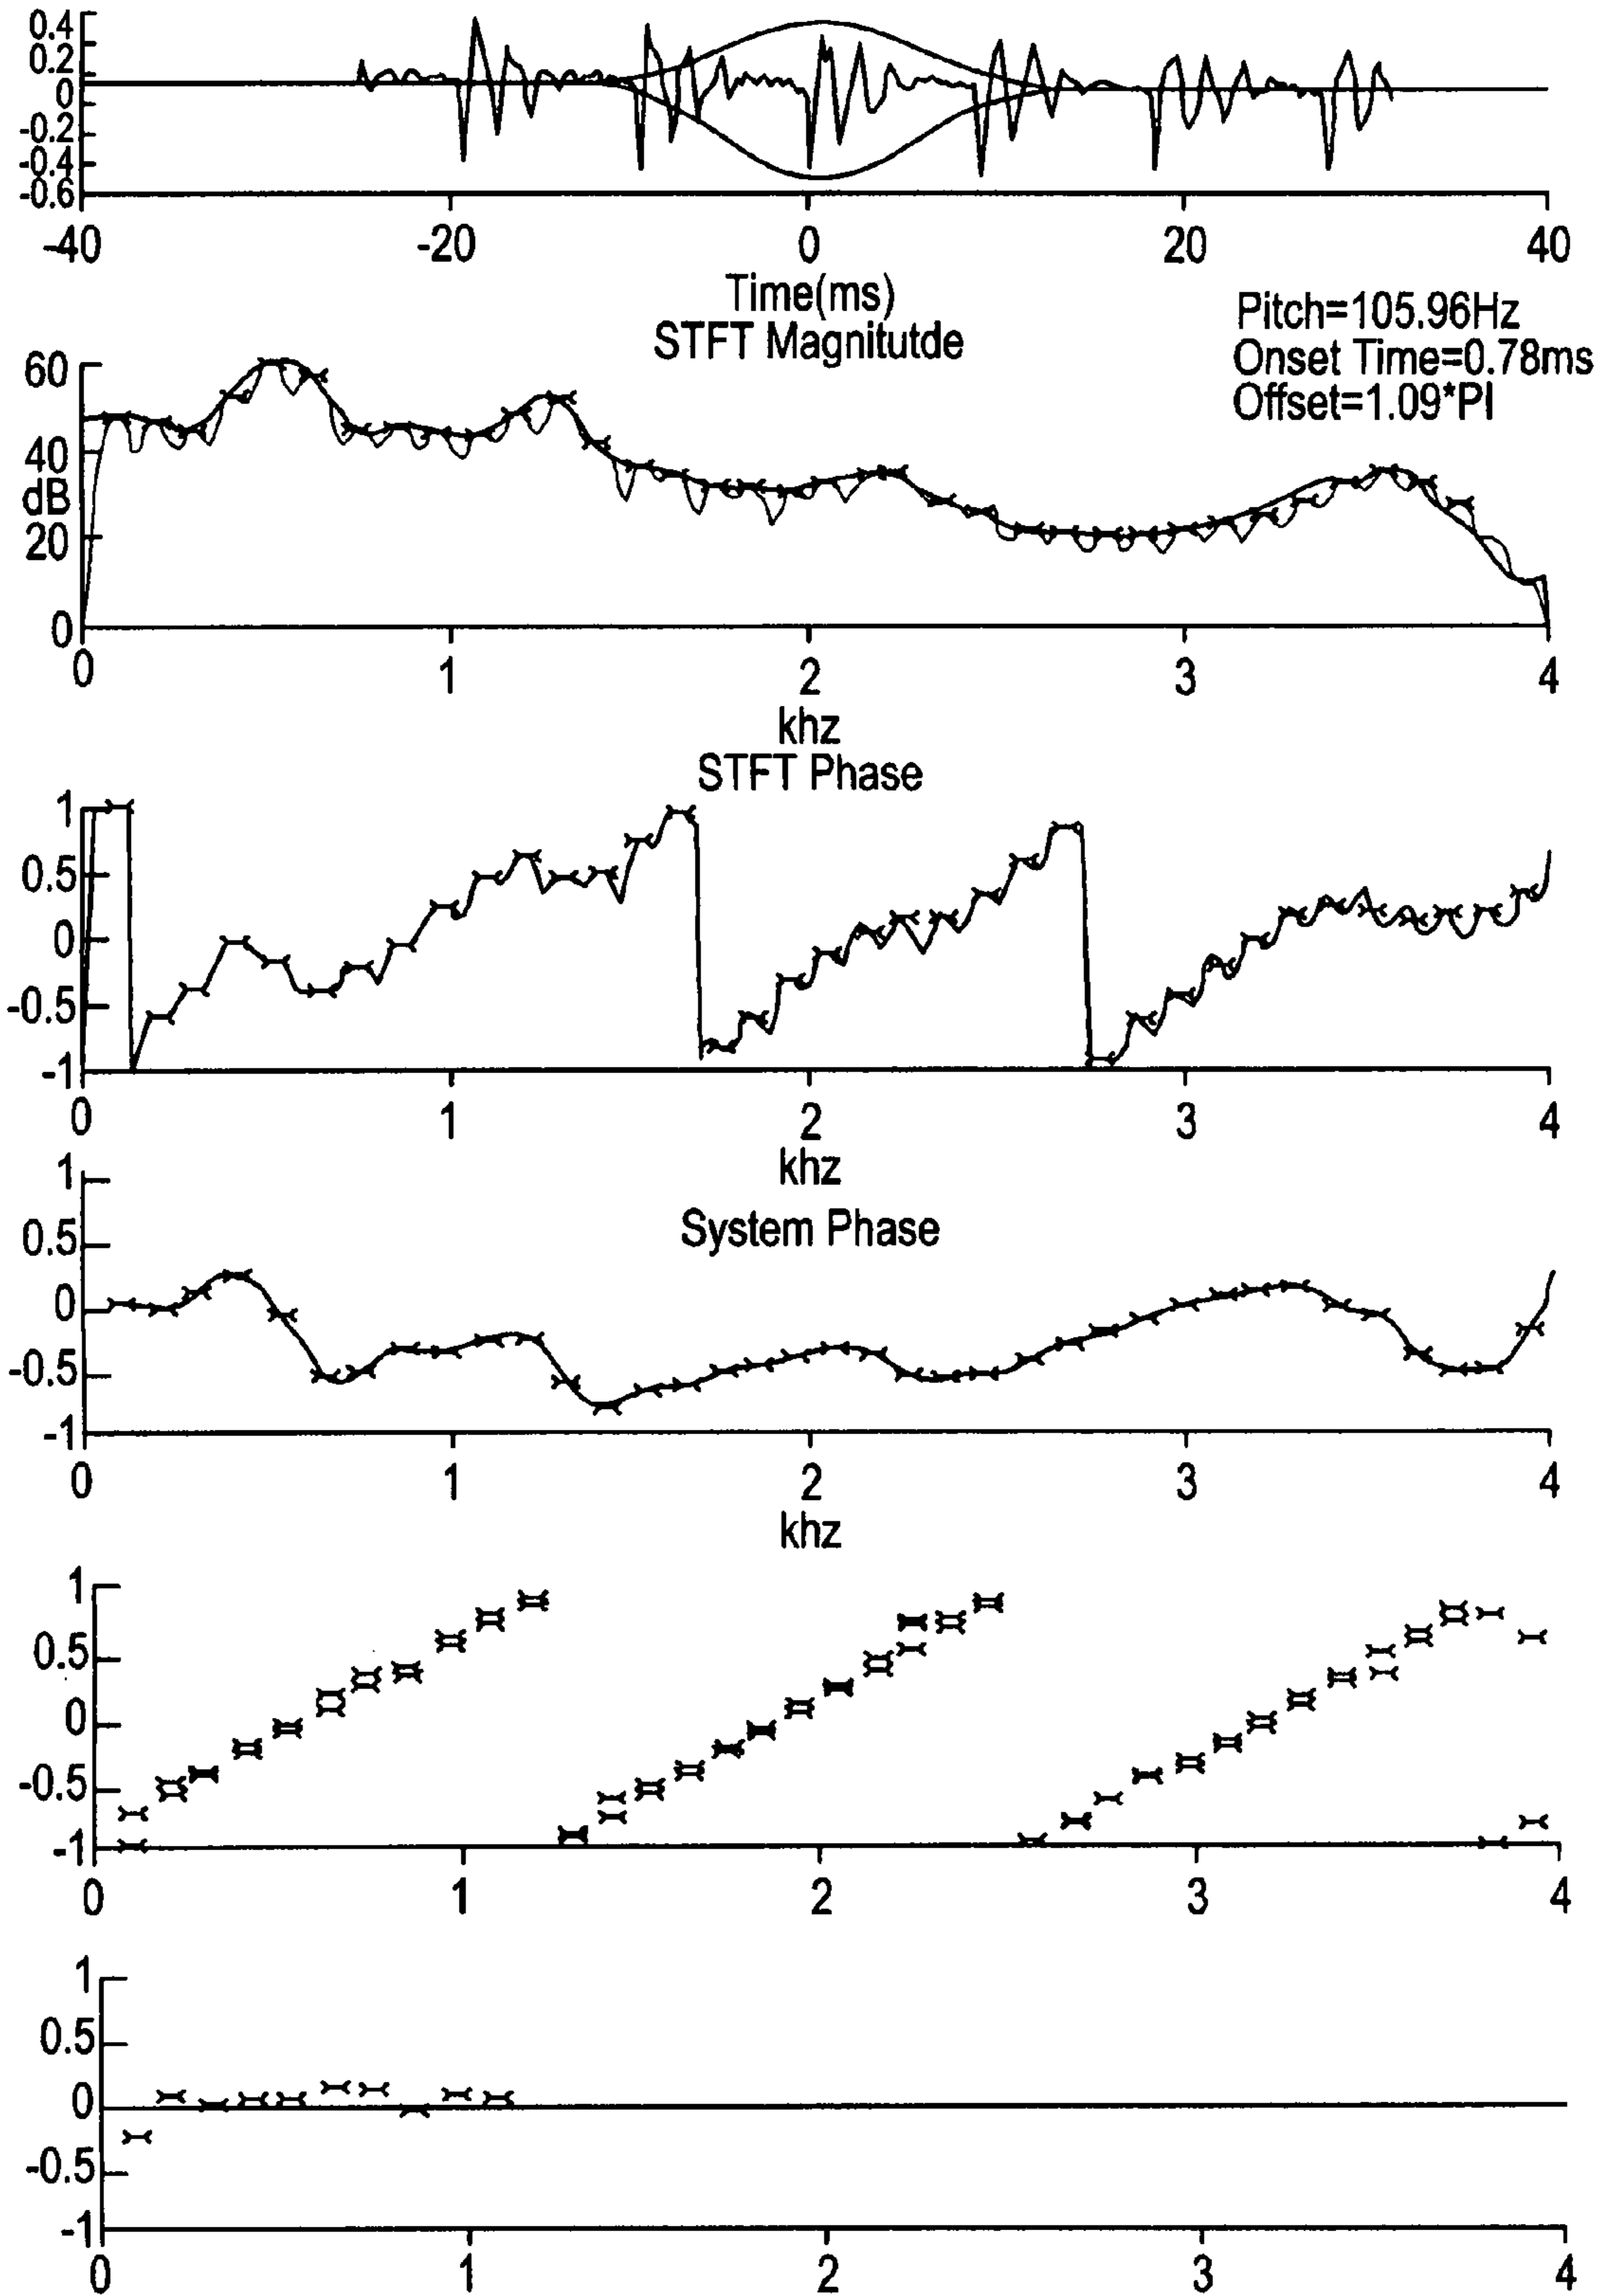 0.4
0.2
0
-0.2
-0.4
-0.6
-40 -20 0 20 40
Time(ms)
STFT Magnitutde
Pitch=105.96Hz
Onset Time=0.78ms
Offset=1.09*PI
60
40
dB
20
0
0 1 2 3 4
khz
STFT Phase
1
0.5
0
-0.5
-1
0 1 2 3 4
khz
System Phase
1
0.5
0
-0.5
-1
0 1 2 3 4
khz
1
0.5
0
-0.5
-1
0 1 2 3 4
1
0.5
0
-0.5
-1
0 1 2 3 4